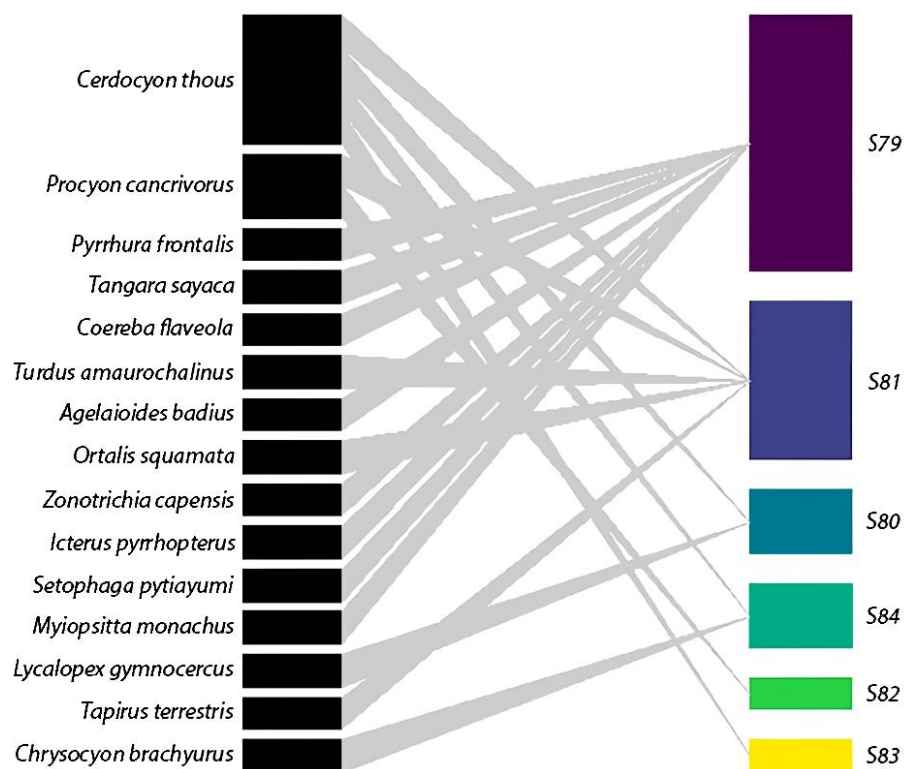 Cerdocyon thous
Procyon cancrivorus
Pyrrhura frontalis
Tangara sayaca
Coereba flaveola
Turdus amaurochalinus
Agelaioides badius
Ortalis squamata
Zonotrichia capensis
Icterus pyrrhopterus
Setophaga pytiayumi
Myiopsitta monachus
Lycalopex gymnocercus
Tapirus terrestris
Chrysocyon brachyurus
S79
S81
S80
S84
S82
S83